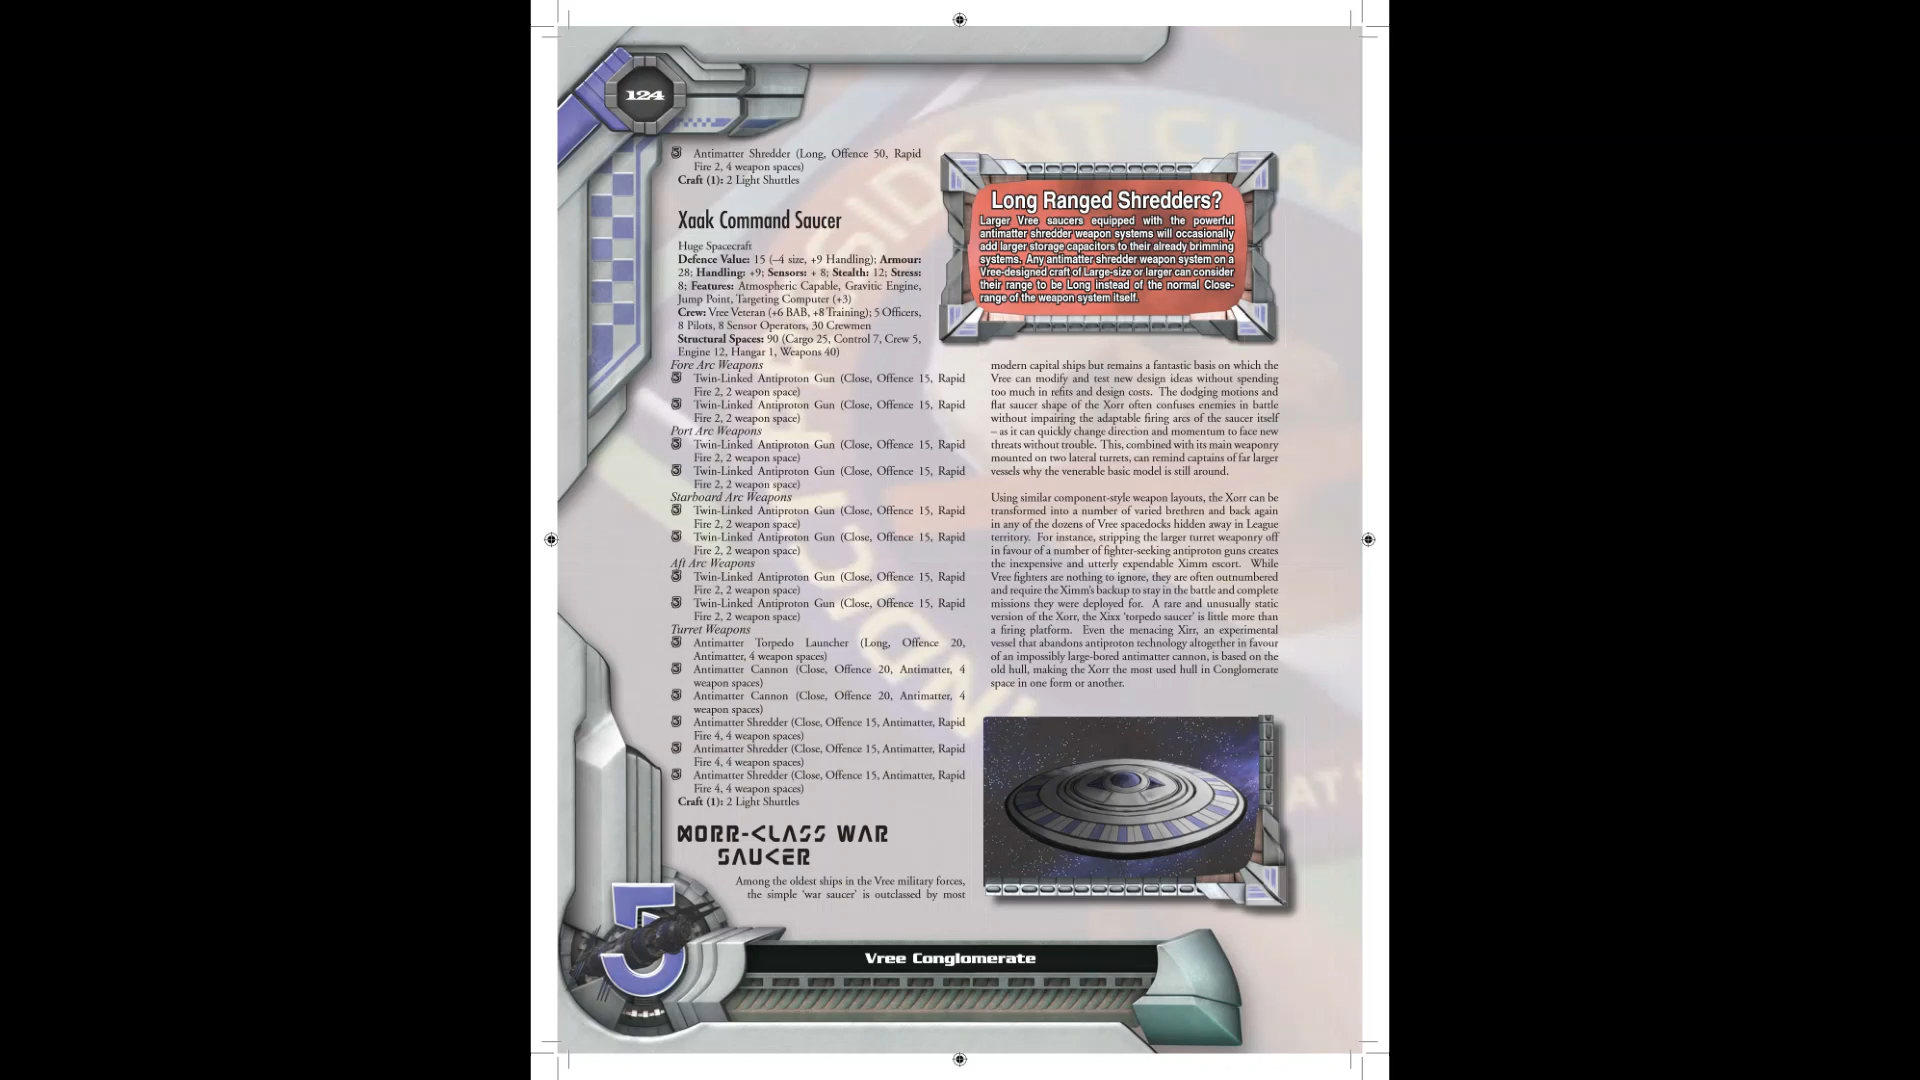 124
Antimatter Shredder (Long, Offence 50, Rapid
Fire 2, 4 weapon spaces)
Craft (1): 2 Light Shuttles
Xaak Command Saucer
Huge Spacecraft
Defence Value: 15 (–4 size, +9 Handling); Armour:
28; Handling: +9; Sensors: + 8; Stealth: 12; Stress:
8; Features: Atmospheric Capable, Gravitic Engine,
Jump Point, Targeting Computer (+3)
Crew: Vree Veteran (+6 BAB, +8 Training); 5 Officers,
8 Pilots, 8 Sensor Operators, 30 Crewmen
Structural Spaces: 90 (Cargo 25, Control 7, Crew 5,
Engine 12, Hangar 1, Weapons 40)
Fore Arc Weapons
Twin-Linked Antiproton Gun (Close, Offence 15, Rapid
Fire 2, 2 weapon space)
Twin-Linked Antiproton Gun (Close, Offence 15, Rapid
Fire 2, 2 weapon space)
Port Arc Weapons
Twin-Linked Antiproton Gun (Close, Offence 15, Rapid
Fire 2, 2 weapon space)
Twin-Linked Antiproton Gun (Close, Offence 15, Rapid
Fire 2, 2 weapon space)
Starboard Arc Weapons
Twin-Linked Antiproton Gun (Close, Offence 15, Rapid
Fire 2, 2 weapon space)
Twin-Linked Antiproton Gun (Close, Offence 15, Rapid
Fire 2, 2 weapon space)
Aft Arc Weapons
Twin-Linked Antiproton Gun (Close, Offence 15, Rapid
Fire 2, 2 weapon space)
Twin-Linked Antiproton Gun (Close, Offence 15, Rapid
Fire 2, 2 weapon space)
Turret Weapons
Antimatter Torpedo Launcher (Long, Offence 20,
Antimatter, 4 weapon spaces)
Antimatter Cannon (Close, Offence 20, Antimatter, 4
weapon spaces)
Antimatter Cannon (Close, Offence 20, Antimatter, 4
weapon spaces)
Antimatter Shredder (Close, Offence 15, Antimatter, Rapid
Fire 4, 4 weapon spaces)
Antimatter Shredder (Close, Offence 15, Antimatter, Rapid
Fire 4, 4 weapon spaces)
Antimatter Shredder (Close, Offence 15, Antimatter, Rapid
Fire 4, 4 weapon spaces)
Craft (1): 2 Light Shuttles
XORR-CLASS WAR
SAUCER
Among the oldest ships in the Vree military forces,
the simple ‘war saucer’ is outclassed by most
Long Ranged Shredders?
Larger Vree saucers equipped with the powerful
antimatter shredder weapon systems will occasionally
add larger storage capacitors to their already brimming
systems. Any antimatter shredder weapon system on a
Vree-designed craft of Large-size or larger can consider
their range to be Long instead of the normal Close-
range of the weapon system itself.
modern capital ships but remains a fantastic basis on which the
Vree can modify and test new design ideas without spending
too much in refits and design costs. The dodging motions and
flat saucer shape of the Xorr often confuses enemies in battle
without impairing the adaptable firing arcs of the saucer itself
– as it can quickly change direction and momentum to face new
threats without trouble. This, combined with its main weaponry
mounted on two lateral turrets, can remind captains of far larger
vessels why the venerable basic model is still around.
Using similar component-style weapon layouts, the Xorr can be
transformed into a number of varied brethren and back again
in any of the dozens of Vree spacedocks hidden away in League
territory. For instance, stripping the larger turret weaponry off
in favour of a number of fighter-seeking antiproton guns creates
the inexpensive and utterly expendable Ximm escort. While
Vree fighters are nothing to ignore, they are often outnumbered
and require the Ximm’s backup to stay in the battle and complete
missions they were deployed for. A rare and unusually static
version of the Xorr, the Xixx ‘torpedo saucer’ is little more than
a firing platform. Even the menacing Xirr, an experimental
vessel that abandons antiproton technology altogether in favour
of an impossibly large-bored antimatter cannon, is based on the
old hull, making the Xorr the most used hull in Conglomerate
space in one form or another.
5
Vree Conglomerate